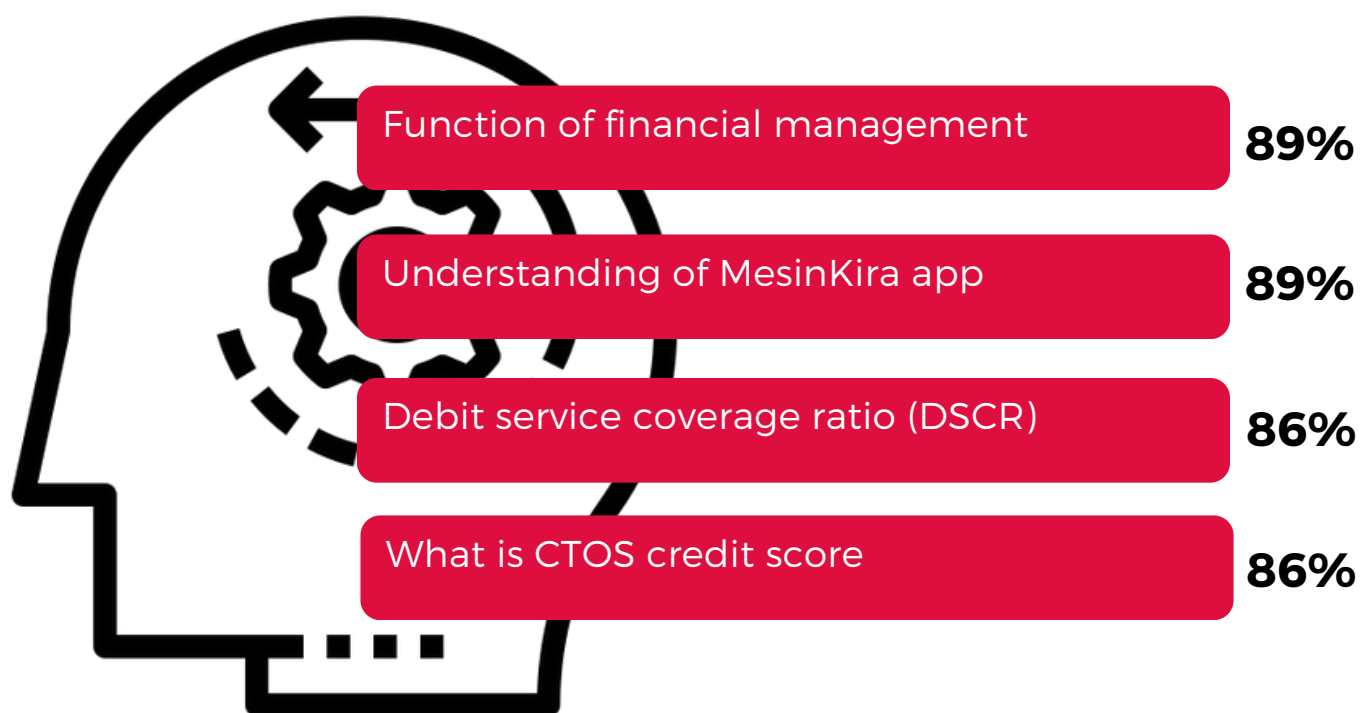 Function of financial management
89%
Understanding of MesinKira app
89%
Debit service coverage ratio (DSCR)
86%
What is CTOS credit score
86%